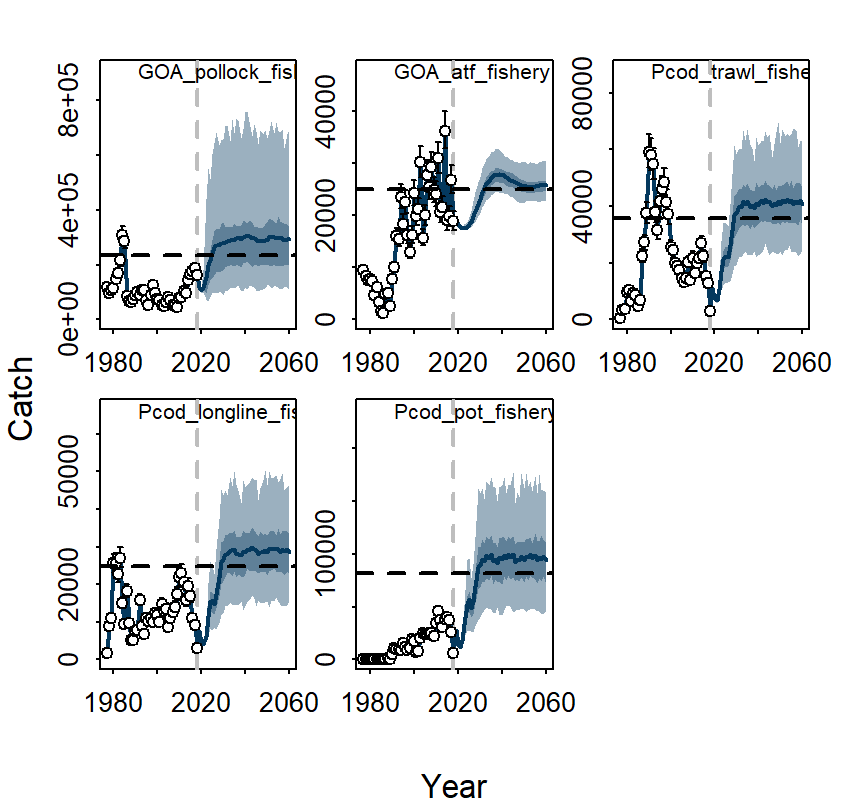 GOA_pollock_fish
GOA_atf_fishery
Pcod_trawl_fishe
0e+00 4e+05 8e+05
0 20000 40000
0 40000 80000
1980 2020 2060
1980 2020 2060
1980 2020 2060
Catch
Pcod_longline_fis
Pcod_pot_fishery
0 20000 50000
0 100000
1980 2020 2060
1980 2020 2060
Year